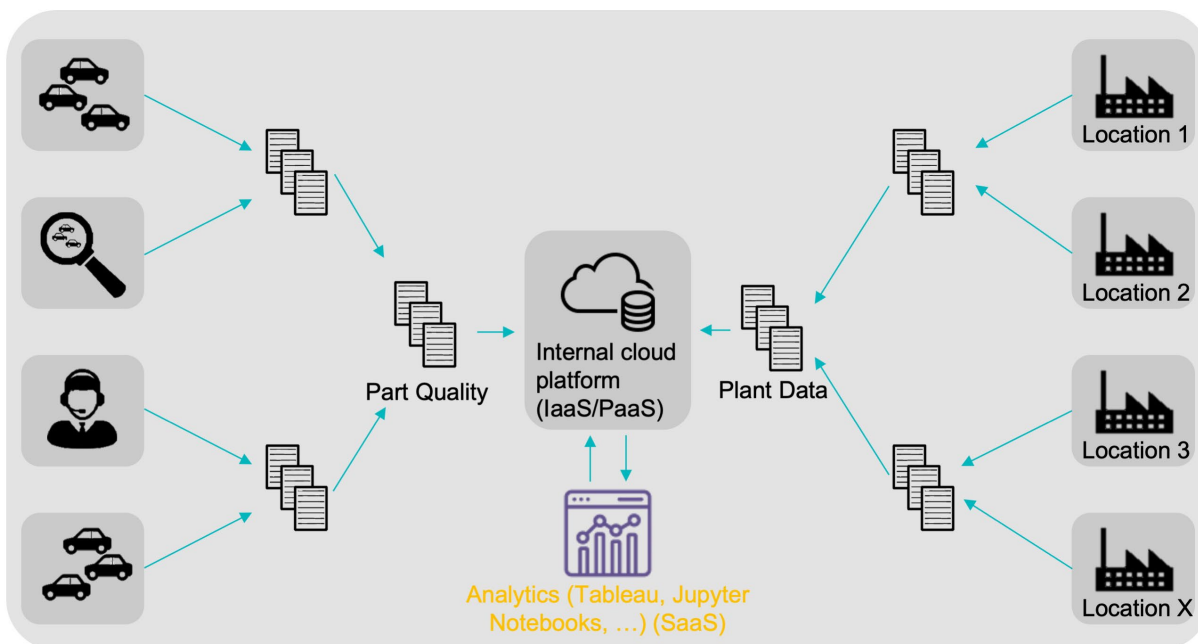 Location 1
Location 2
Internal cloud
platform
(IaaS/PaaS)
Part Quality
Plant Data
Location 3
Analytics (Tableau, Jupyter
Notebooks, …) (SaaS)
Location X